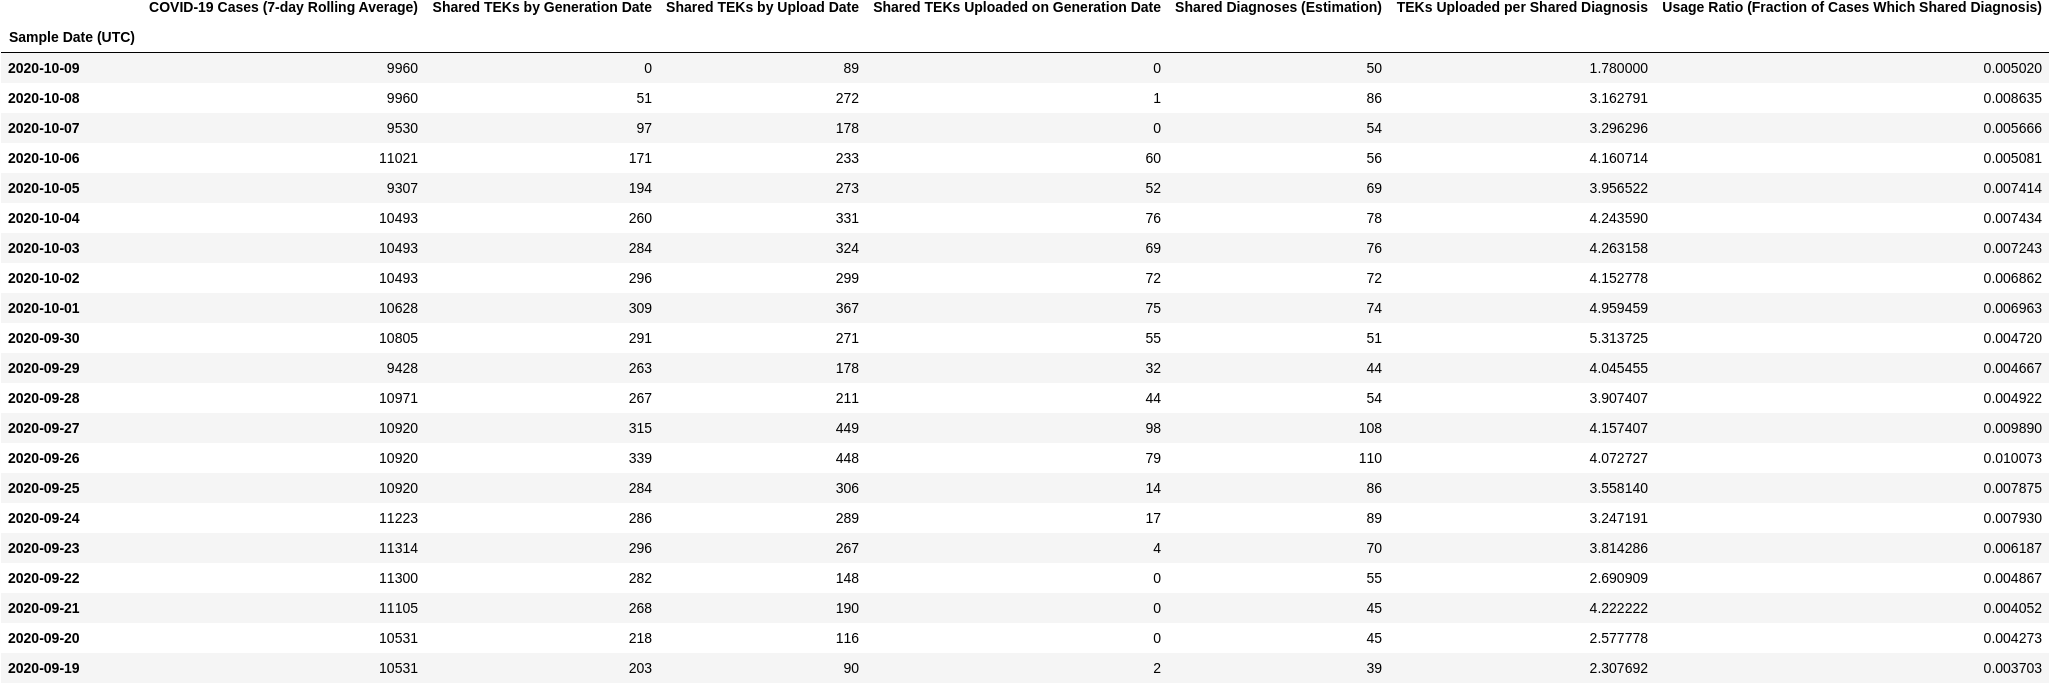 COVID-19 Cases (7-day Rolling Average) Shared TEKs by Generation Date Shared TEKs by Upload Date Shared TEKs Uploaded on Generation Date Shared Diagnoses (Estimation) TEKs Uploaded per Shared Diagnosis Usage Ratio (Fraction of Cases Which Shared Diagnosis)
Sample Date (UTC)
2020-10-09 9960 0 89 0 50 1.780000 0.005020
2020-10-08 9960 51 272 1 86 3.162791 0.008635
2020-10-07 9530 97 178 0 54 3.296296 0.005666
2020-10-06 11021 171 233 60 56 4.160714 0.005081
2020-10-05 9307 194 273 52 69 3.956522 0.007414
2020-10-04 10493 260 331 76 78 4.243590 0.007434
2020-10-03 10493 284 324 69 76 4.263158 0.007243
2020-10-02 10493 296 299 72 72 4.152778 0.006862
2020-10-01 10628 309 367 75 74 4.959459 0.006963
2020-09-30 10805 291 271 55 51 5.313725 0.004720
2020-09-29 9428 263 178 32 44 4.045455 0.004667
2020-09-28 10971 267 211 44 54 3.907407 0.004922
2020-09-27 10920 315 449 98 108 4.157407 0.009890
2020-09-26 10920 339 448 79 110 4.072727 0.010073
2020-09-25 10920 284 306 14 86 3.558140 0.007875
2020-09-24 11223 286 289 17 89 3.247191 0.007930
2020-09-23 11314 296 267 4 70 3.814286 0.006187
2020-09-22 11300 282 148 0 55 2.690909 0.004867
2020-09-21 11105 268 190 0 45 4.222222 0.004052
2020-09-20 10531 218 116 0 45 2.577778 0.004273
2020-09-19 10531 203 90 2 39 2.307692 0.003703